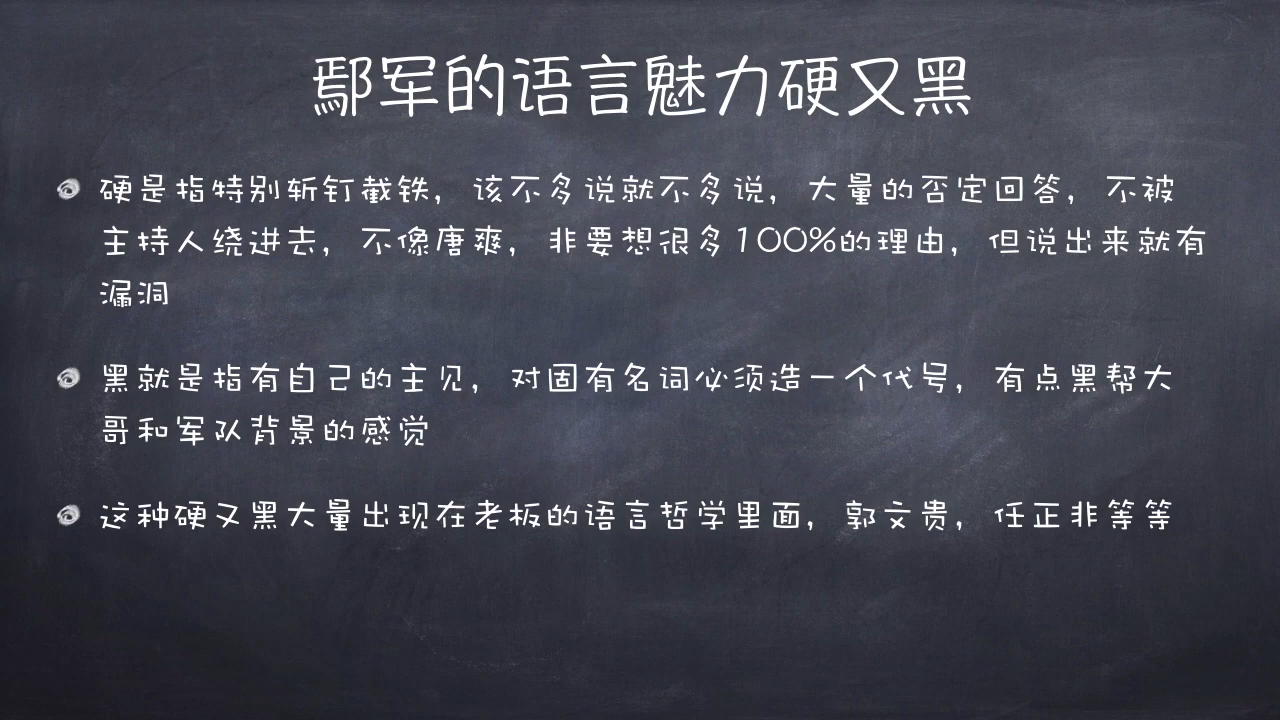 鄢军的语言魅力硬又黑
硬是指特别斩钉截铁，该不多说就不多说，大量的否定回答，不被
主持人绕进去，不像唐爽，非要想很多100%的理由，但说出来就有
漏洞
黑就是指有自己的主见，对固有名词必须造一个代号，有点黑帮大
哥和军队背景的感觉
这种硬又黑大量出现在老板的语言哲学里面，郭文贵，任正非等等